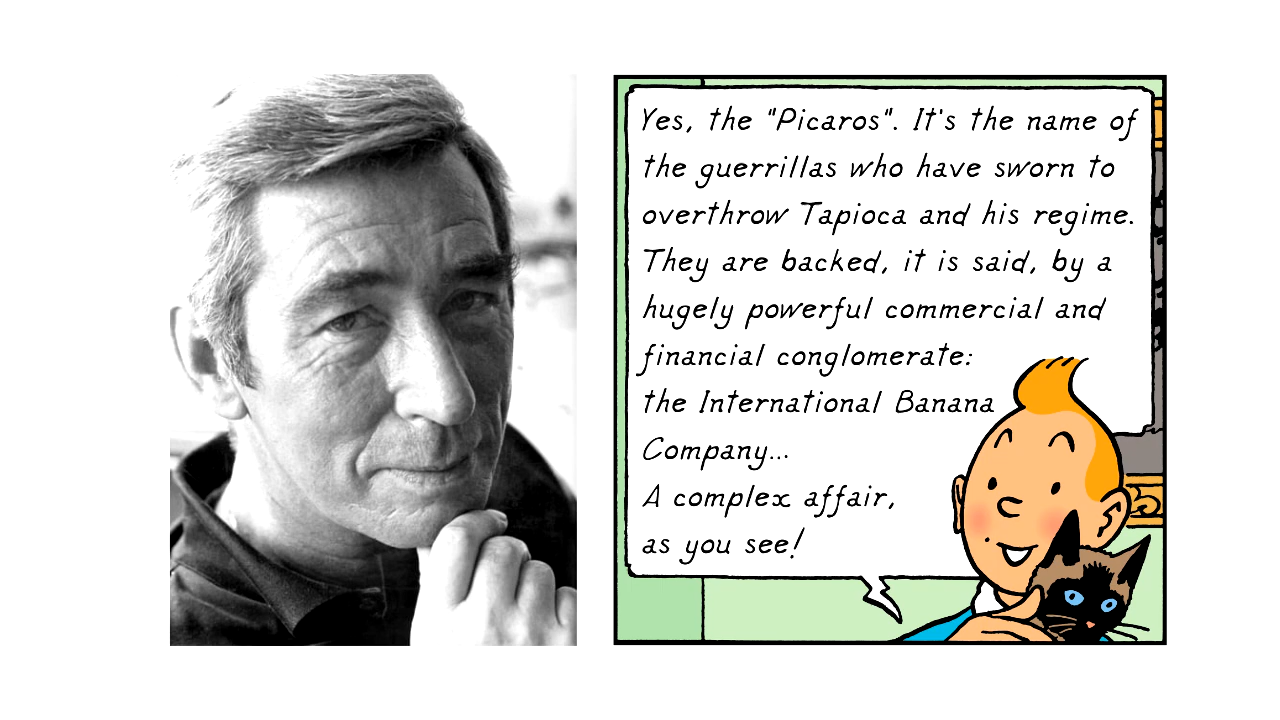 Yes, the "Picaros". It's the name of
the guerrillas who have sworn to
overthrow Tapioca and his regime.
They are backed, it is said, by a
hugely powerful commercial and
financial conglomerate:
the International Banana
Company...
A complex affair,
as you see!